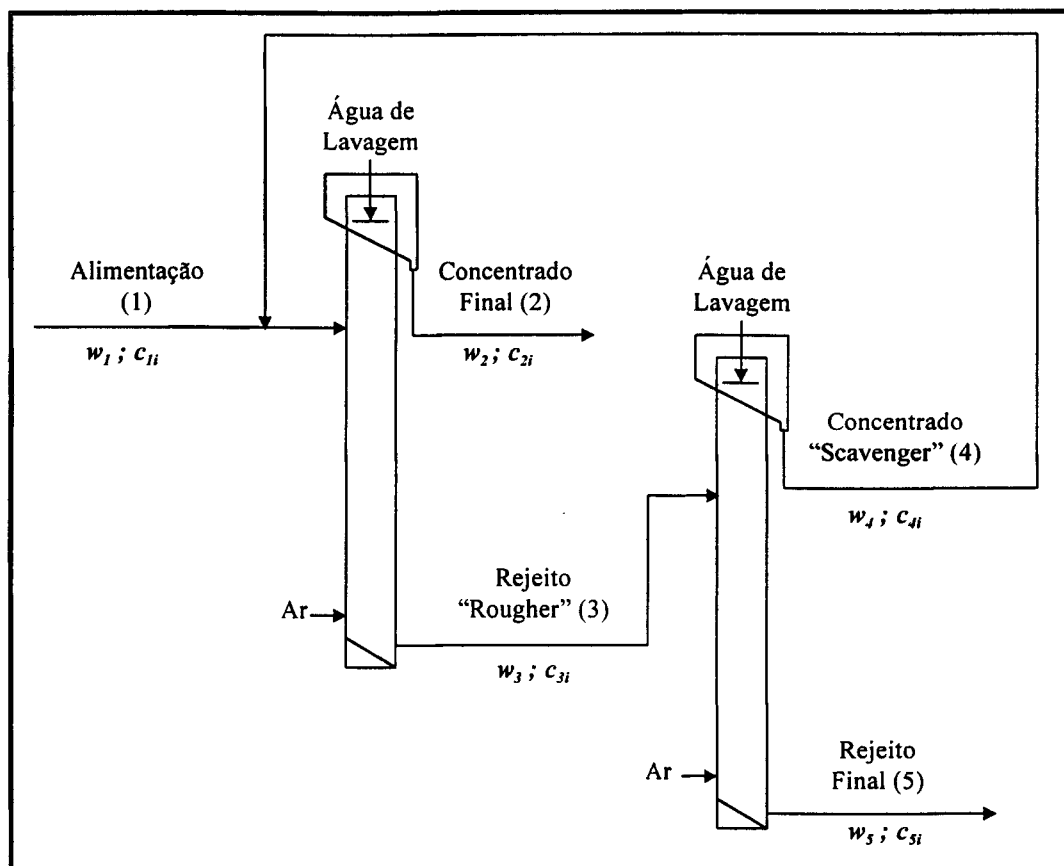 Água de
Lavagem
Alimentação
(1)
w1 ; c1i
Concentrado
Final (2)
w2 ; c2i
Água de
Lavagem
Concentrado
“Scavenger” (4)
w4 ; c4i
Rejeito
“Rougher” (3)
w3 ; c3i
Ar
Ar
Rejeito
Final (5)
w5 ; c5i